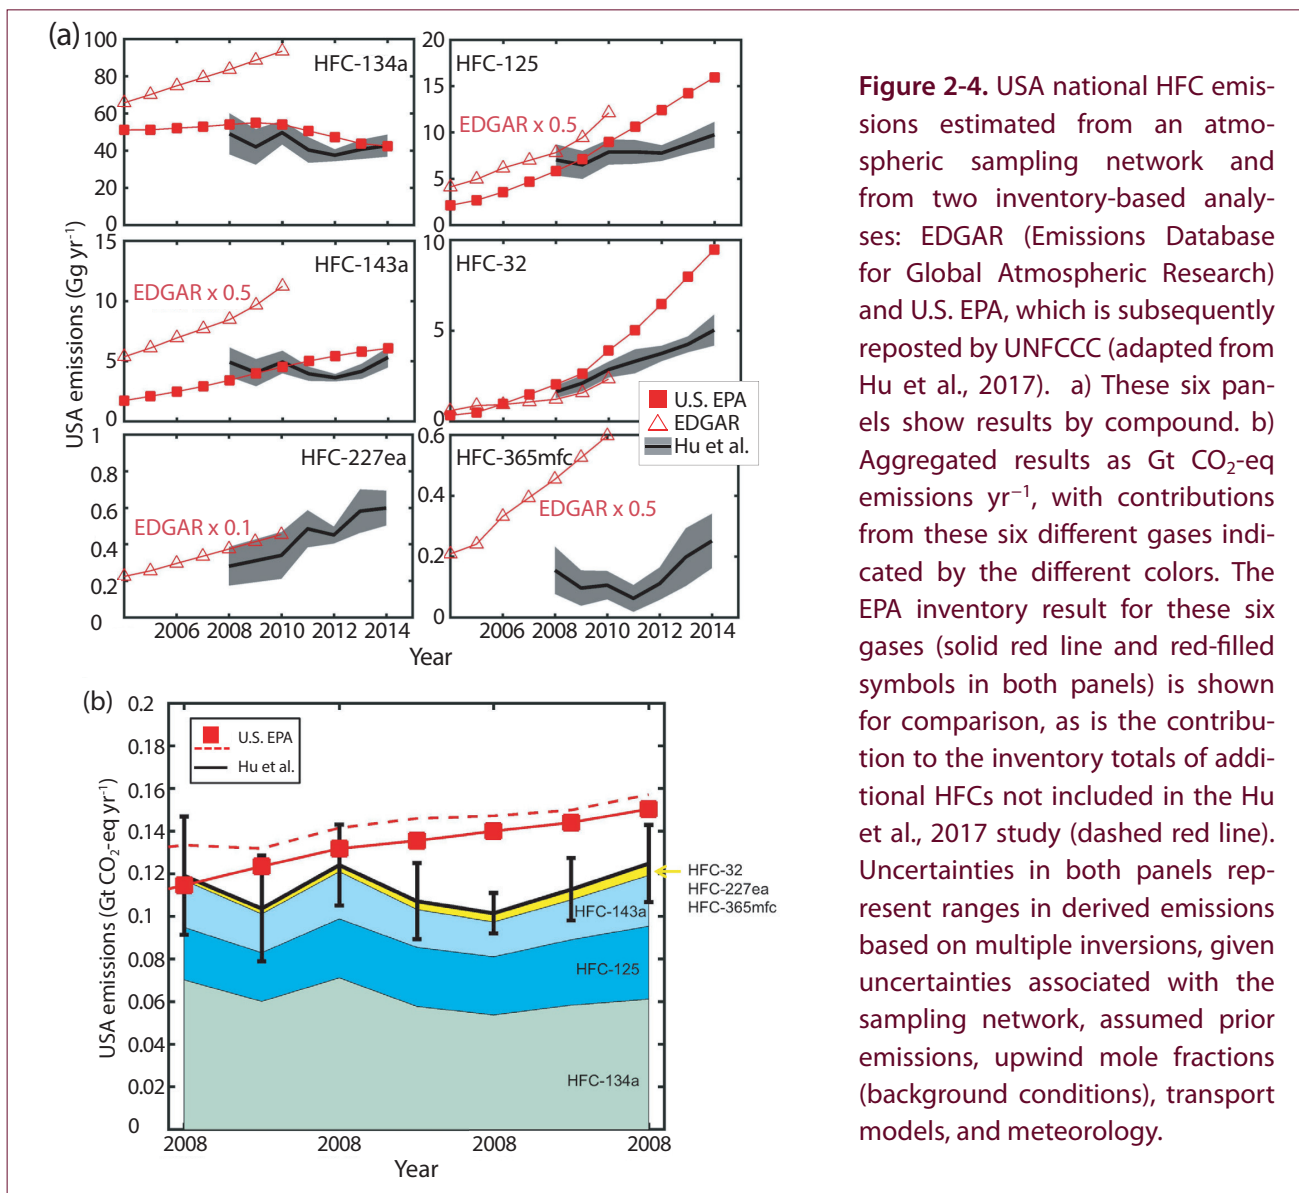 (a)
100
80
60
40
20
0
2006
2008
2010
2012
2014
HFC-134a
20
15
10
5
0
2006
2008
2010
2012
2014
HFC-125
EDGAR x 0.5
USA emissions (Gg yr⁻¹)
15
10
5
0
HFC-143a
EDGAR x 0.5
10
5
0
HFC-32
U.S. EPA
EDGAR
Hu et al.
1
0.8
0.6
0.4
0.2
0
HFC-227ea
EDGAR x 0.1
2006
2008
2010
2012
2014
0.6
0.4
0.2
0
HFC-365mfc
EDGAR x 0.5
2006
2008
2010
2012
2014
Year
(b)
0.2
0.18
0.16
0.14
0.12
0.1
0.08
0.06
0.04
0.02
0
USA emissions (Gt CO₂-eq yr⁻¹)
U.S. EPA
Hu et al.
HFC-32
HFC-227ea
HFC-365mfc
HFC-143a
HFC-125
HFC-134a
2008
2008
2008
2008
Year
Figure 2-4. USA national HFC emis-
sions estimated from an atmo-
spheric sampling network and
from two inventory-based analy-
ses: EDGAR (Emissions Database
for Global Atmospheric Research)
and U.S. EPA, which is subsequently
reposted by UNFCCC (adapted from
Hu et al., 2017). a) These six pan-
els show results by compound. b)
Aggregated results as Gt CO₂-eq
emissions yr⁻¹, with contributions
from these six different gases indi-
cated by the different colors. The
EPA inventory result for these six
gases (solid red line and red-filled
symbols in both panels) is shown
for comparison, as is the contribu-
tion to the inventory totals of addi-
tional HFCs not included in the Hu
et al., 2017 study (dashed red line).
Uncertainties in both panels rep-
resent ranges in derived emissions
based on multiple inversions, given
uncertainties associated with the
sampling network, assumed prior
emissions, upwind mole fractions
(background conditions), transport
models, and meteorology.